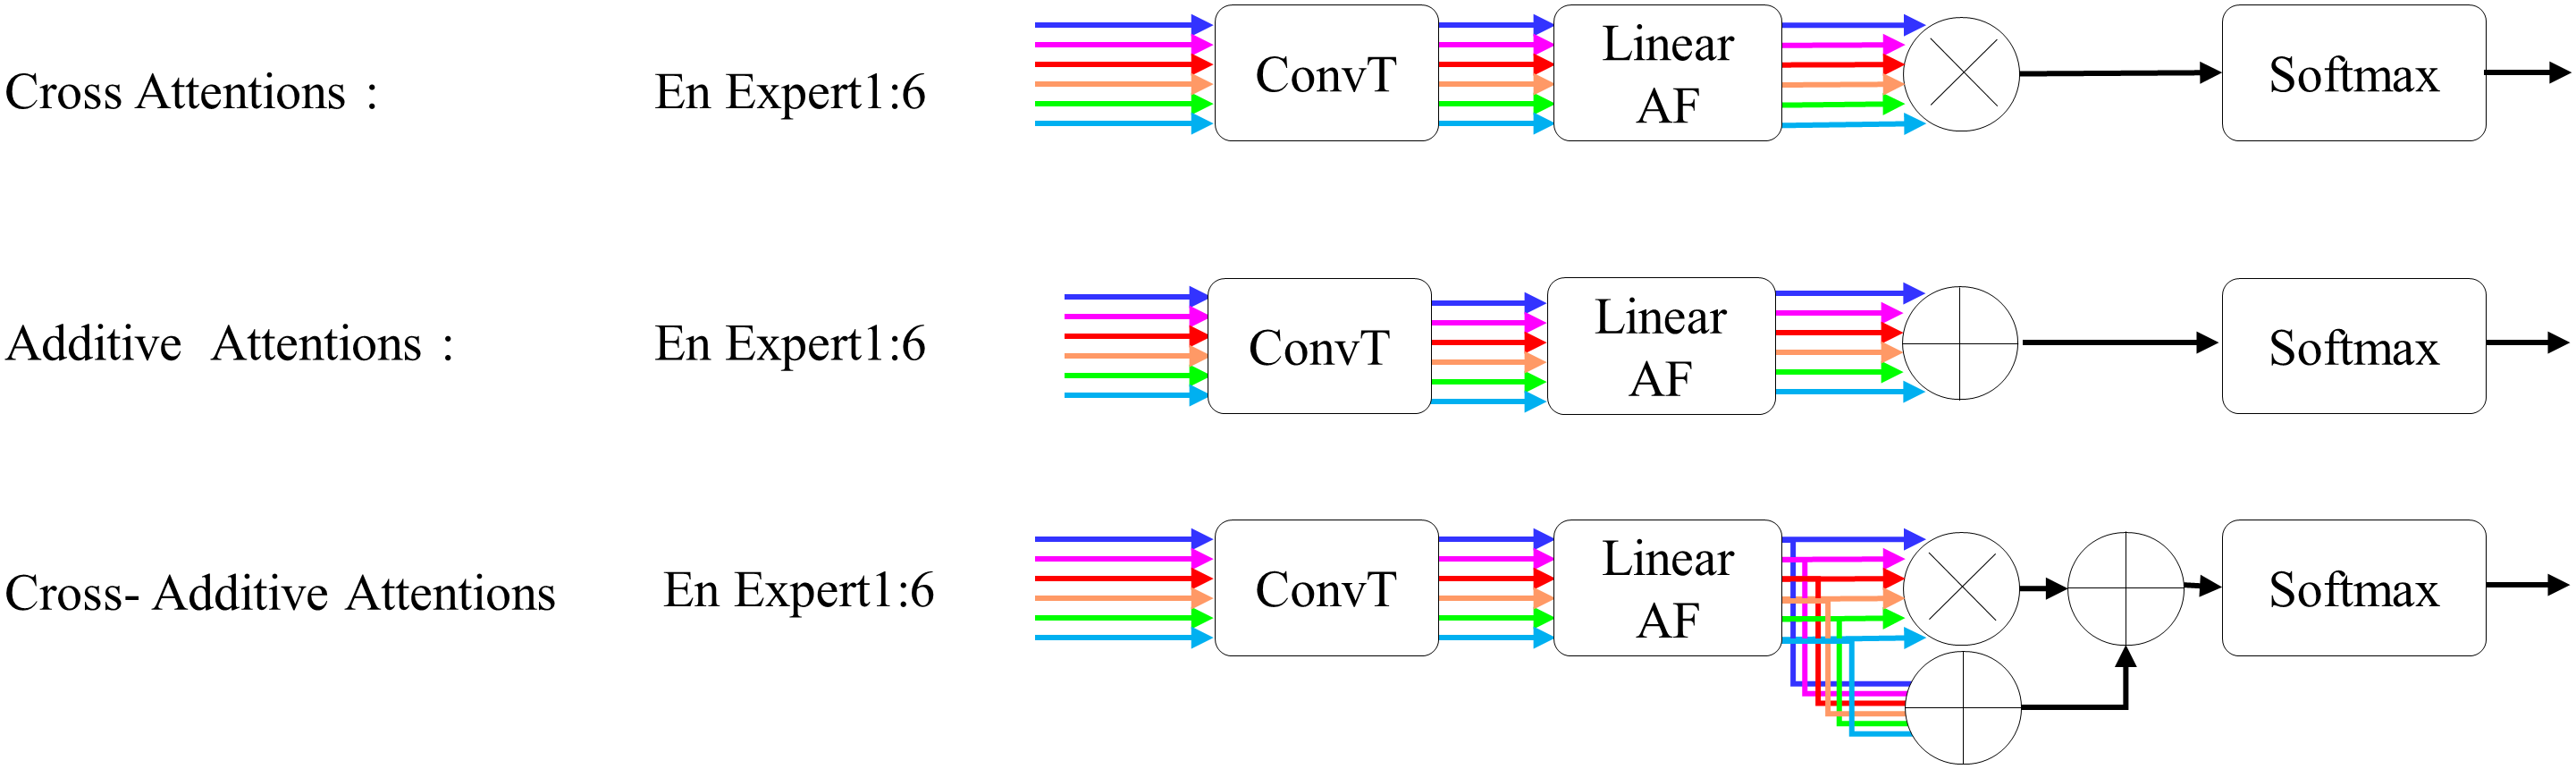 Cross Attentions :
En Expert1:6
ConvT
Linear
AF
Softmax
Additive Attentions :
En Expert1:6
ConvT
Linear
AF
Softmax
Cross- Additive Attentions
En Expert1:6
ConvT
Linear
AF
Softmax